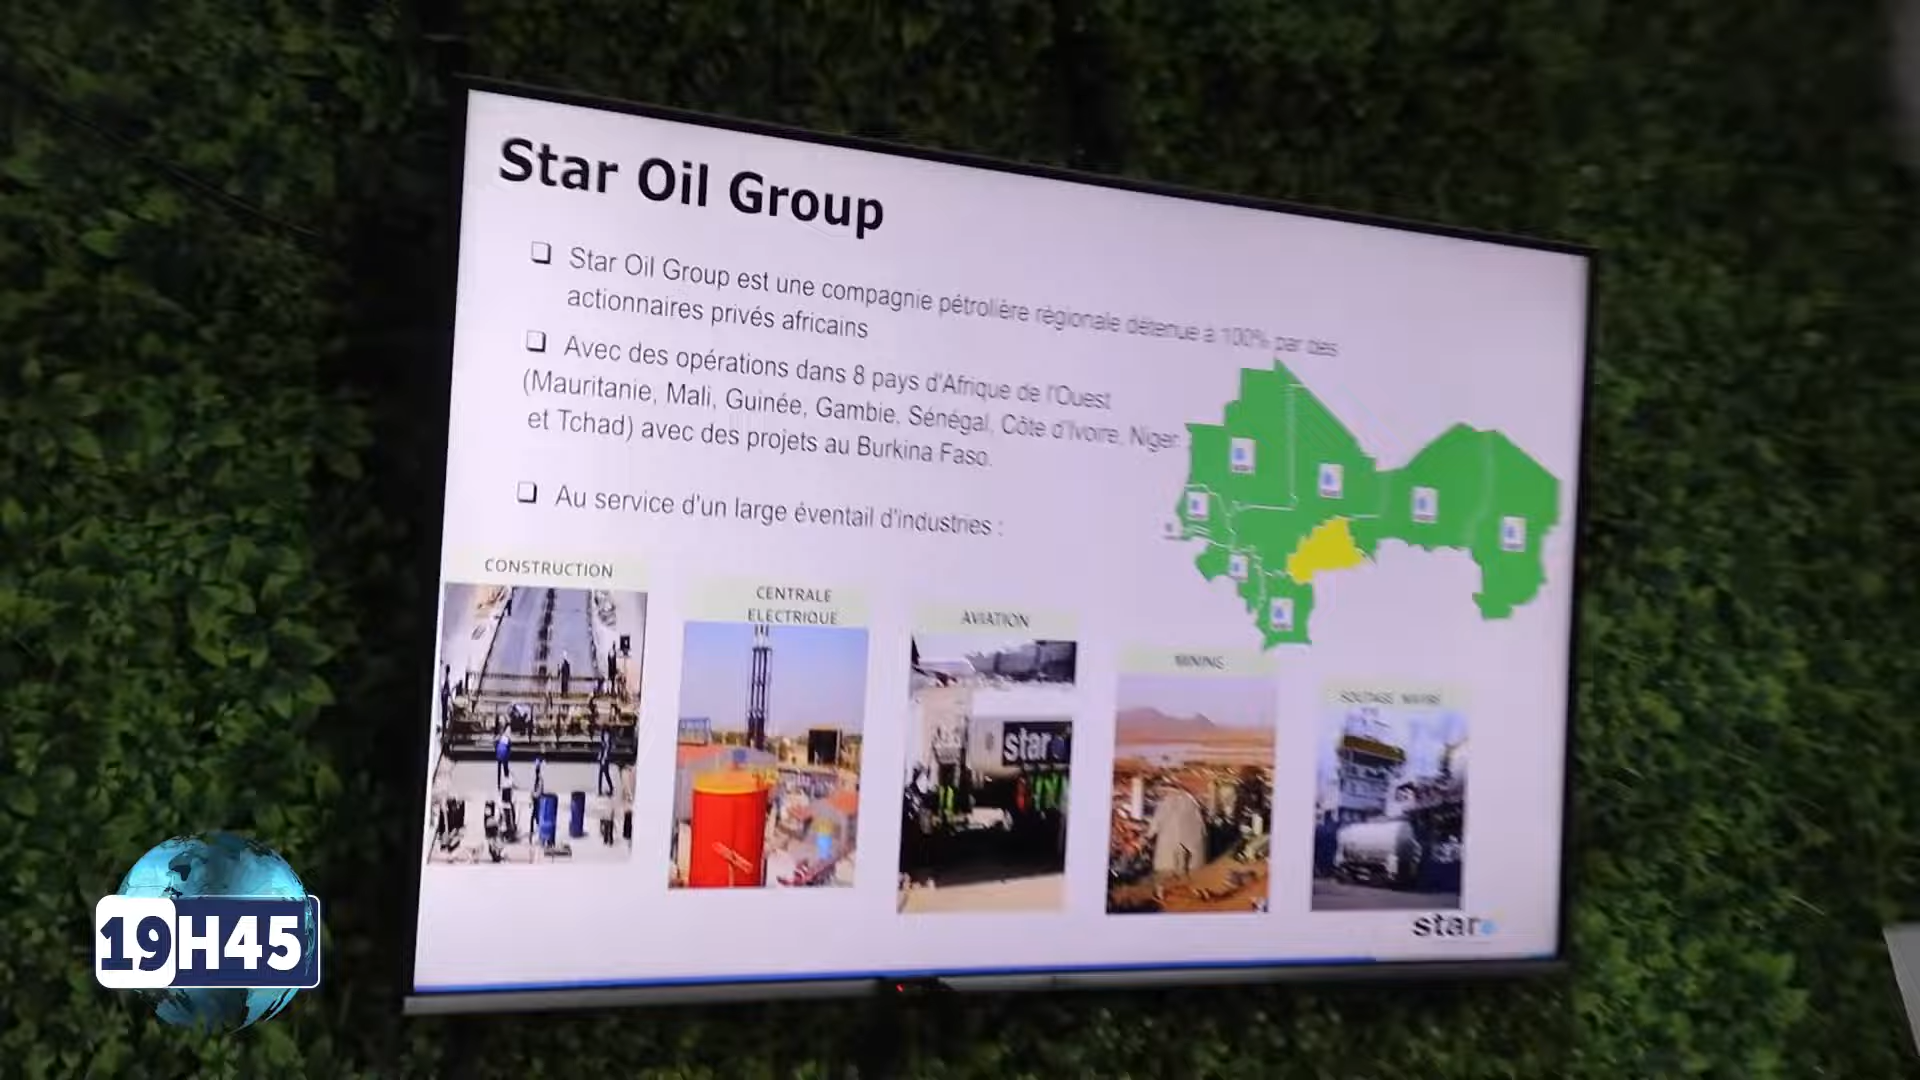 Star Oil Group
Star Oil Group est une compagnie pétrolière régionale détenue à 100% par des
actionnaires privés africains
Avec des opérations dans 8 pays d'Afrique de l'Ouest
(Mauritanie, Mali, Guinée, Gambie, Sénégal, Côte d'Ivoire, Niger
et Tchad) avec des projets au Burkina Faso.
Au service d'un large éventail d'industries :
CONSTRUCTION
CENTRALE
ELECTRIQUE
AVIATION
MINING
star
star
19H45